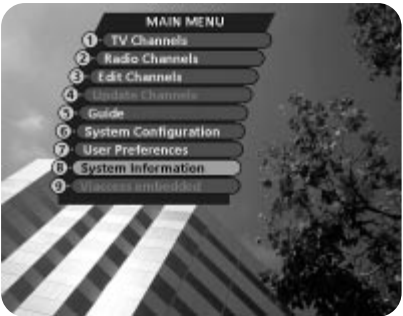 MAIN MENU
1 TV Channels
2 Radio Channels
3 Edit Channels
4 Update Channels
5 Guide
6 System Configuration
7 User Preferences
8 System Information
9 Viaccess embedded